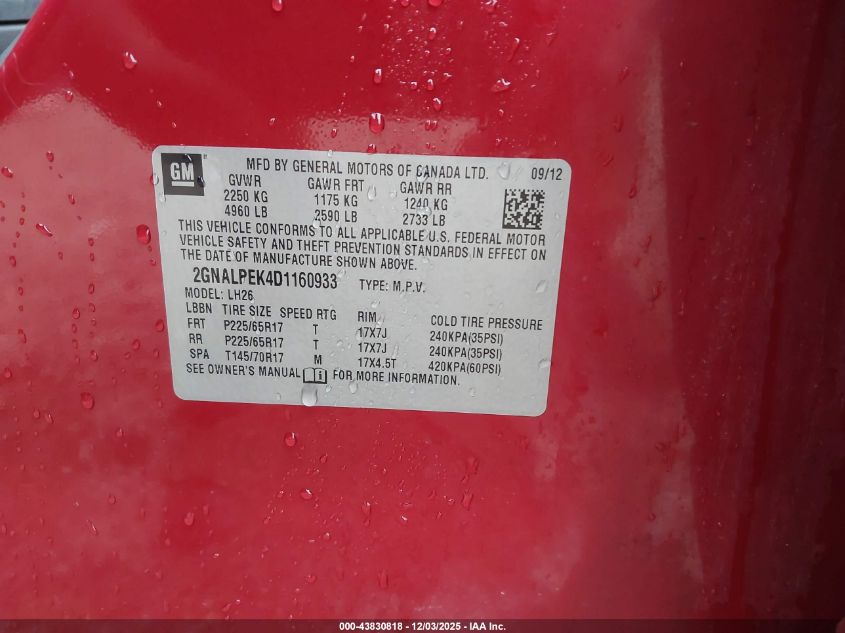 GM MFD BY GENERAL MOTORS OF CANADA LTD. 09/12
GVWR GAWR FRT GAWR RR
2250 KG 1175 KG 1240 KG
4960 LB 2590 LB 2733 LB
THIS VEHICLE CONFORMS TO ALL APPLICABLE U.S. FEDERAL MOTOR
VEHICLE SAFETY AND THEFT PREVENTION STANDARDS IN EFFECT ON
THE DATE OF MANUFACTURE SHOWN ABOVE.
2GNALPEK4D1160933 TYPE: M.P.V.
MODEL: LH26
LBBN TIRE SIZE SPEED RTG RIM COLD TIRE PRESSURE
FRT P225/65R17 T 17X7J 240KPA(35PSI)
RR P225/65R17 T 17X7J 240KPA(35PSI)
SPA T145/70R17 M 17X4.5T 420KPA(60PSI)
SEE OWNER'S MANUAL FOR MORE INFORMATION.
000-43830818 - 12/03/2025 - IAA Inc.